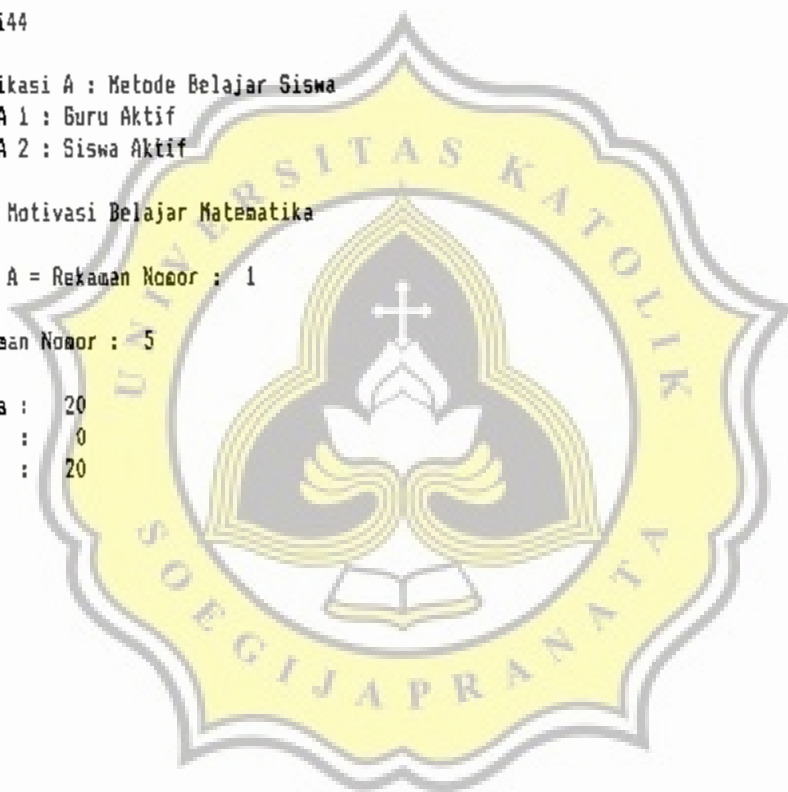 i44
ikasi A : Metode Belajar Siswa
A 1 : Guru Aktif
A 2 : Siswa Aktif
Motivasi Belajar Matematika
A = Rekaman Nomor : 1
man Nomor : 5
a : 20
: 0
: 20
UNIVERSITAS KATOLIK
SOEGIJAPRANATA